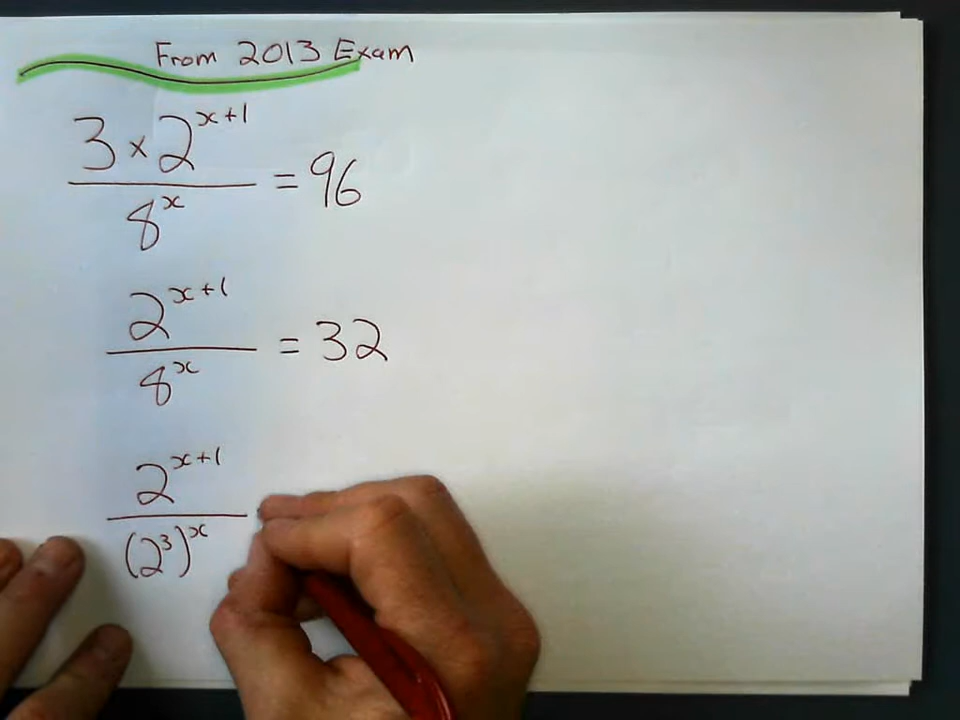 From 2013 Exam
3 × 2^(x+1) / 8^x = 96
2^(x+1) / 8^x = 32
2^(x+1) / (2^3)^x